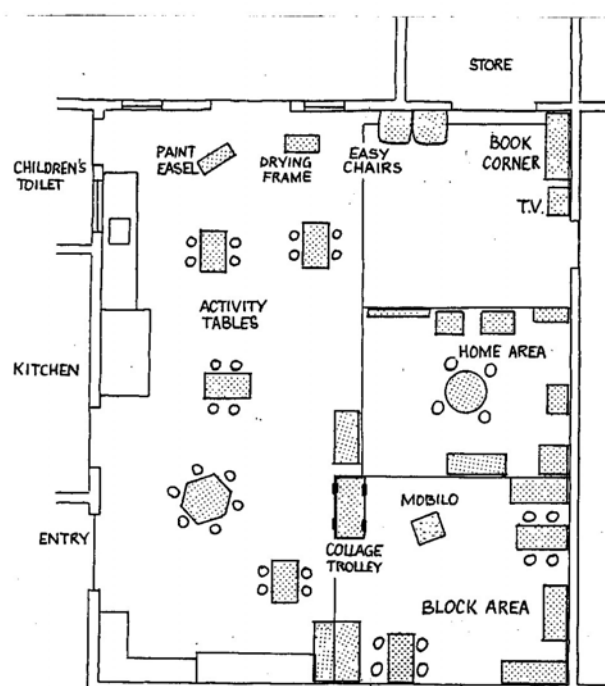 STORE
PAINT
EASEL
DRYING
FRAME
EASY
CHAIRS
BOOK
CORNER
CHILDREN'S
TOILET
T.V.
ACTIVITY
TABLES
HOME AREA
KITCHEN
MOBILO
ENTRY
COLLAGE
TROLLEY
BLOCK AREA